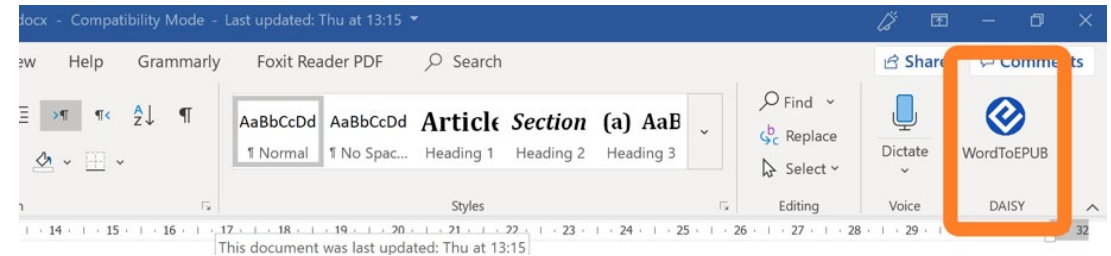 docx - Compatibility Mode - Last updated: Thu at 13:15
ew Help Grammarly Foxit Reader PDF Search Share Comments
AaBbCcDd AaBbCcDd Article Section (a) AaB
¶ Normal ¶ No Spac... Heading 1 Heading 2 Heading 3
Find
Replace
Select
Dictate
WordToEPUB
Styles Editing Voice DAISY
14 15 16 17 18 19 20 21 22 23 24 25 26 27 28 29 32
This document was last updated: Thu at 13:15